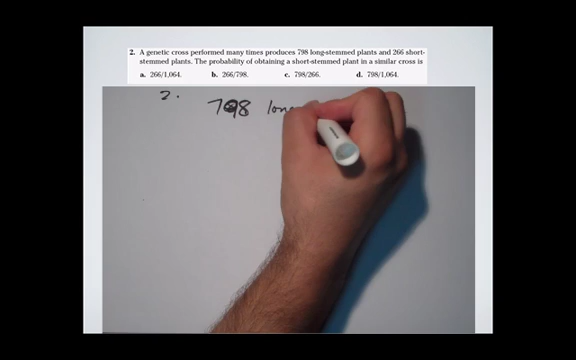 2. A genetic cross performed many times produces 798 long-stemmed plants and 266 short-
stemmed plants. The probability of obtaining a short-stemmed plant in a similar cross is
a. 266/1,064. b. 266/798. c. 798/266. d. 798/1,064.
2.
798 long